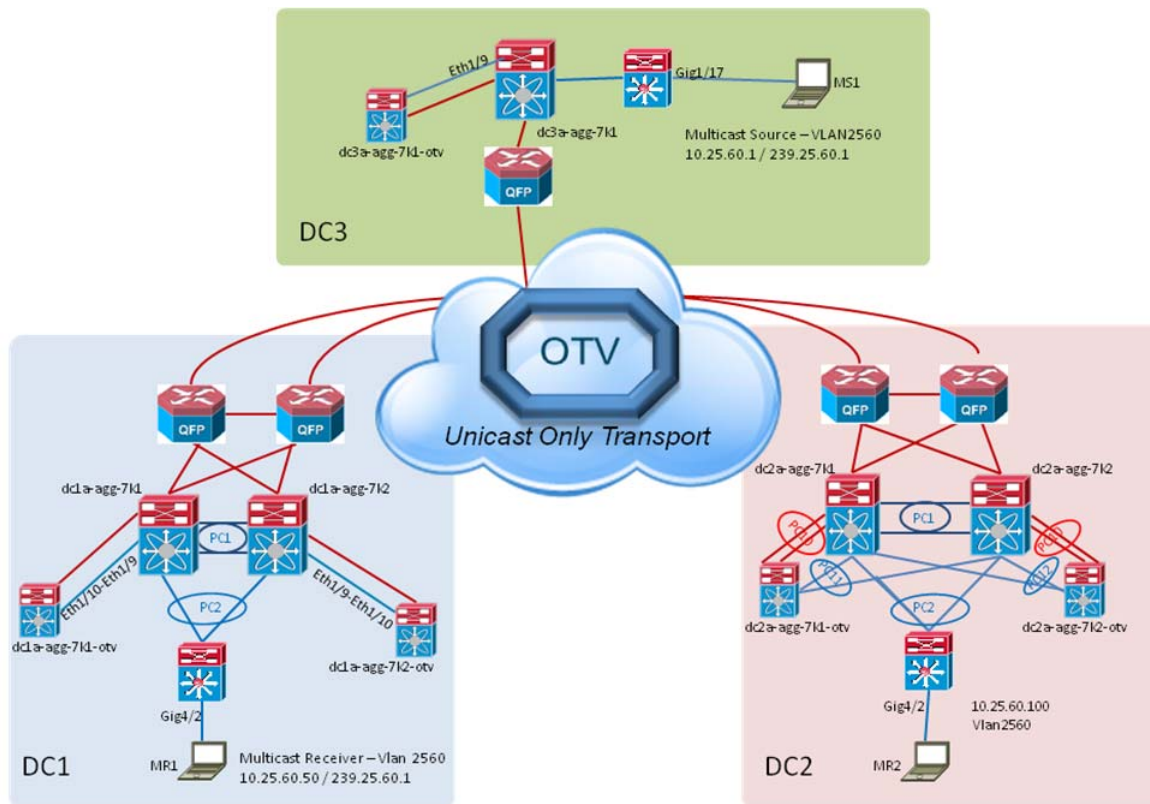 Eth1/9
Gig1/17
MS1
dc3a-agg-7k1
dc3a-agg-7k1-otv
Multicast Source – VLAN2560
10.25.60.1 / 239.25.60.1
QFP
DC3
OTV
Unicast Only Transport
QFP
QFP
dc1a-agg-7k1
dc1a-agg-7k2
PC1
Eth1/10-Eth1/9
Eth1/9-Eth1/10
PC2
dc1a-agg-7k1-otv
dc1a-agg-7k2-otv
Gig4/2
MR1
Multicast Receiver – Vlan 2560
10.25.60.50 / 239.25.60.1
DC1
QFP
QFP
dc2a-agg-7k1
dc2a-agg-7k2
PC1
PC10
PC10
PC11
PC12
PC2
dc2a-agg-7k1-otv
dc2a-agg-7k2-otv
Gig4/2
10.25.60.100
Vlan2560
MR2
DC2